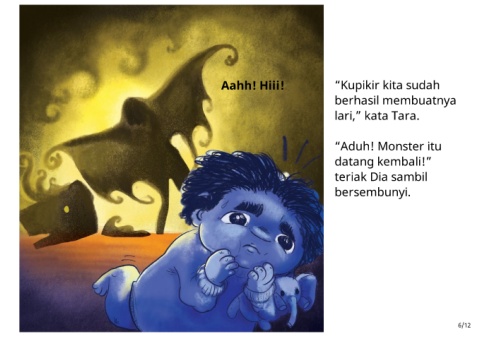 Aahh! Hiii!
“Kupikir kita sudah
berhasil membuatnya
lari,” kata Tara.
“Aduh! Monster itu
datang kembali!”
teriak Dia sambil
bersembunyi.
6/12